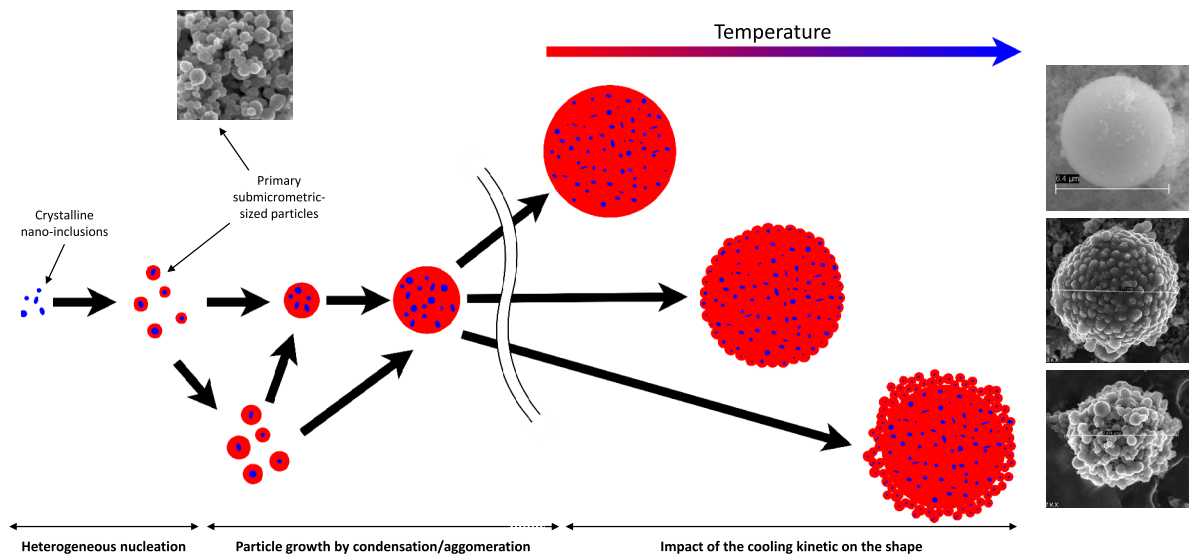 Temperature
6.4 µm
Primary
submicrometric-
sized particles
Crystalline
nano-inclusions
Heterogeneous nucleation
Particle growth by condensation/aggomeration
Impact of the cooling kinetic on the shape